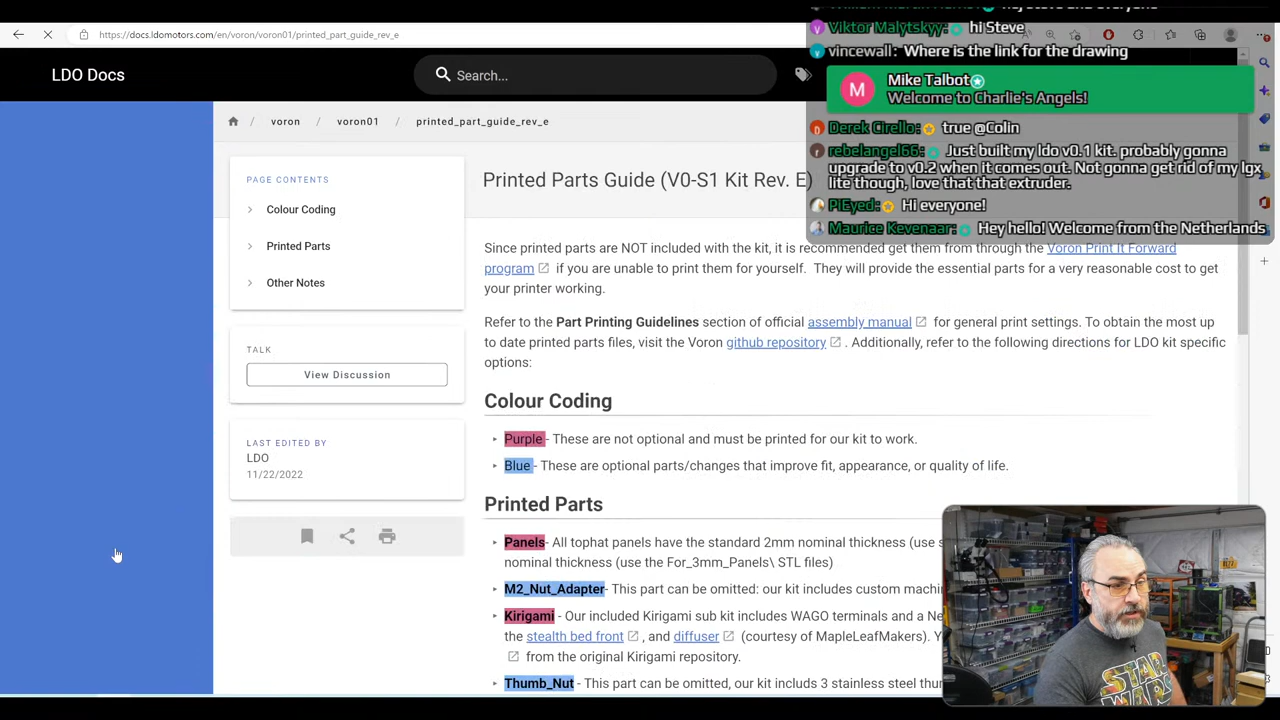 https://docs.ldomotors.com/en/voron/voron01/printed_part_guide_rev_e
Viktor Malytskyy: hi Steve
vincewall: Where is the link for the drawing
M
Mike Talbot
Welcome to Charlie's Angels!
Derek Cirello: true @Colin
rebelangel66: Just built my ldo v0.1 kit. probably gonna
upgrade to v0.2 when it comes out. Not gonna get rid of my lgx
lite though, love that that extruder.
PIEyed: Hi everyone!
Maurice Kevenaar: Hey hello! Welcome from the Netherlands
LDO Docs
Search...
/ voron / voron01 / printed_part_guide_rev_e
PAGE CONTENTS
Colour Coding
Printed Parts
Other Notes
TALK
View Discussion
LAST EDITED BY
LDO
11/22/2022
Printed Parts Guide (V0-S1 Kit Rev. E)
Since printed parts are NOT included with the kit, it is recommended get them from through the Voron Print It Forward
program if you are unable to print them for yourself. They will provide the essential parts for a very reasonable cost to get
your printer working.
Refer to the Part Printing Guidelines section of official assembly manual for general print settings. To obtain the most up
to date printed parts files, visit the Voron github repository . Additionally, refer to the following directions for LDO kit specific
options:
Colour Coding
Purple - These are not optional and must be printed for our kit to work.
Blue - These are optional parts/changes that improve fit, appearance, or quality of life.
Printed Parts
Panels- All tophat panels have the standard 2mm nominal thickness (use
nominal thickness (use the For_3mm_Panels\ STL files)
M2_Nut_Adapter- This part can be omitted: our kit includes custom
Kirigami - Our included Kirigami sub kit includes WAGO terminals and a
the stealth bed front , and diffuser (courtesy of MapleLeafMakers).
from the original Kirigami repository.
Thumb_Nut - This part can be omitted, our kit includs 3 stainless steel
STAR
WARS